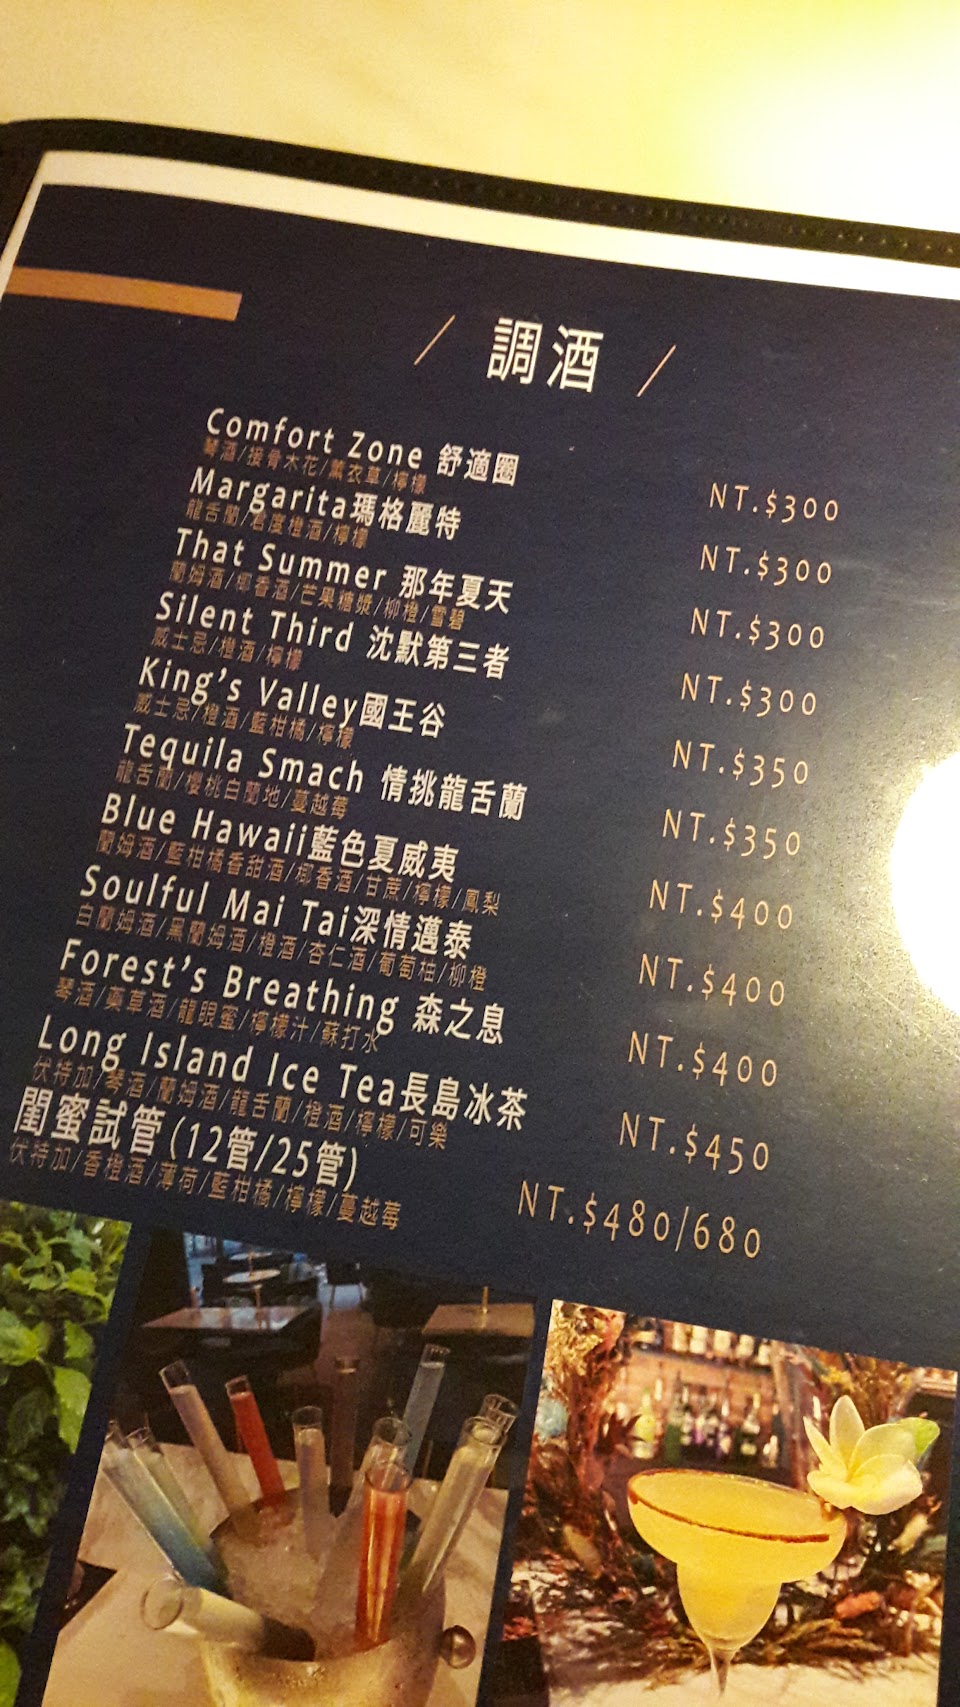 / 調酒 /
Comfort Zone 舒適圈 NT.$300
琴酒/接骨木花/薰衣草/檸檬
Margarita瑪格麗特 NT.$300
龍舌蘭/君度橙酒/檸檬
That Summer 那年夏天 NT.$300
蘭姆酒/椰香酒/芒果糖漿/柳橙/雪碧
Silent Third 沈默第三者 NT.$300
威士忌/橙酒/檸檬
King's Valley國王谷 NT.$350
威士忌/橙酒/藍柑橘/檸檬
Tequila Smach 情挑龍舌蘭 NT.$350
龍舌蘭/櫻桃白蘭地/蔓越莓
Blue Hawaii藍色夏威夷 NT.$400
蘭姆酒/藍柑橘香甜酒/椰香酒/甘蔗/檸檬/鳳梨
Soulful Mai Tai深情邁泰 NT.$400
白蘭姆酒/黑蘭姆酒/橙酒/杏仁酒/葡萄柚/柳橙
Forest's Breathing 森之息 NT.$400
琴酒/藥草酒/龍眼蜜/檸檬汁/蘇打水
Long Island Ice Tea長島冰茶 NT.$450
伏特加/琴酒/蘭姆酒/龍舌蘭/橙酒/檸檬/可樂
閨蜜試管(12管/25管) NT.$480/680
伏特加/香橙酒/薄荷/藍柑橘/檸檬/蔓越莓